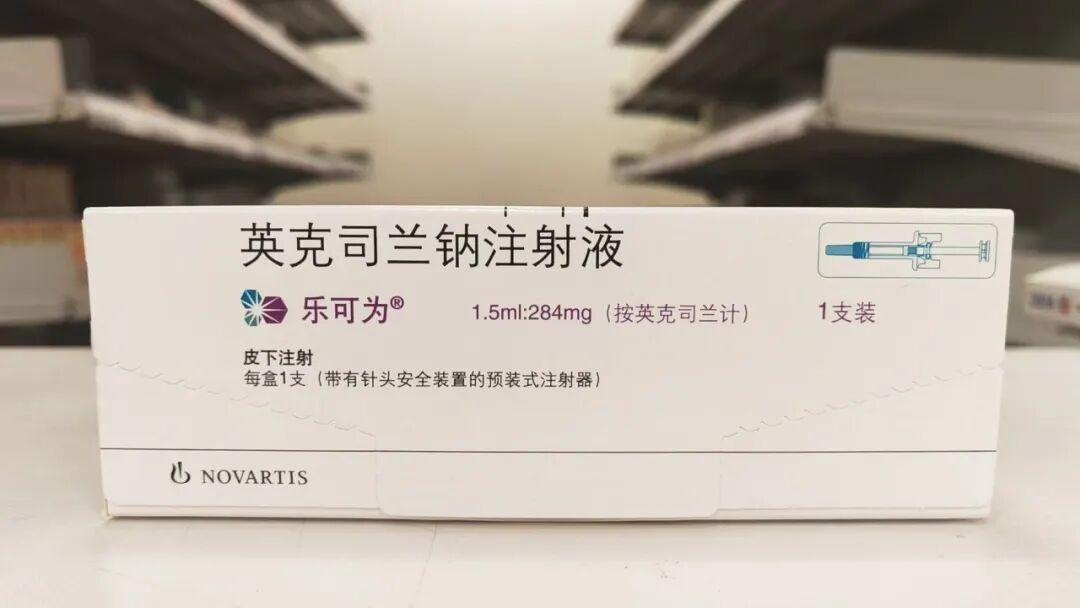 英克司兰钠注射液
乐可为® 1.5ml:284mg（按英克司兰计） 1支装
皮下注射
每盒1支（带有针头安全装置的预装式注射器）
NOVARTIS